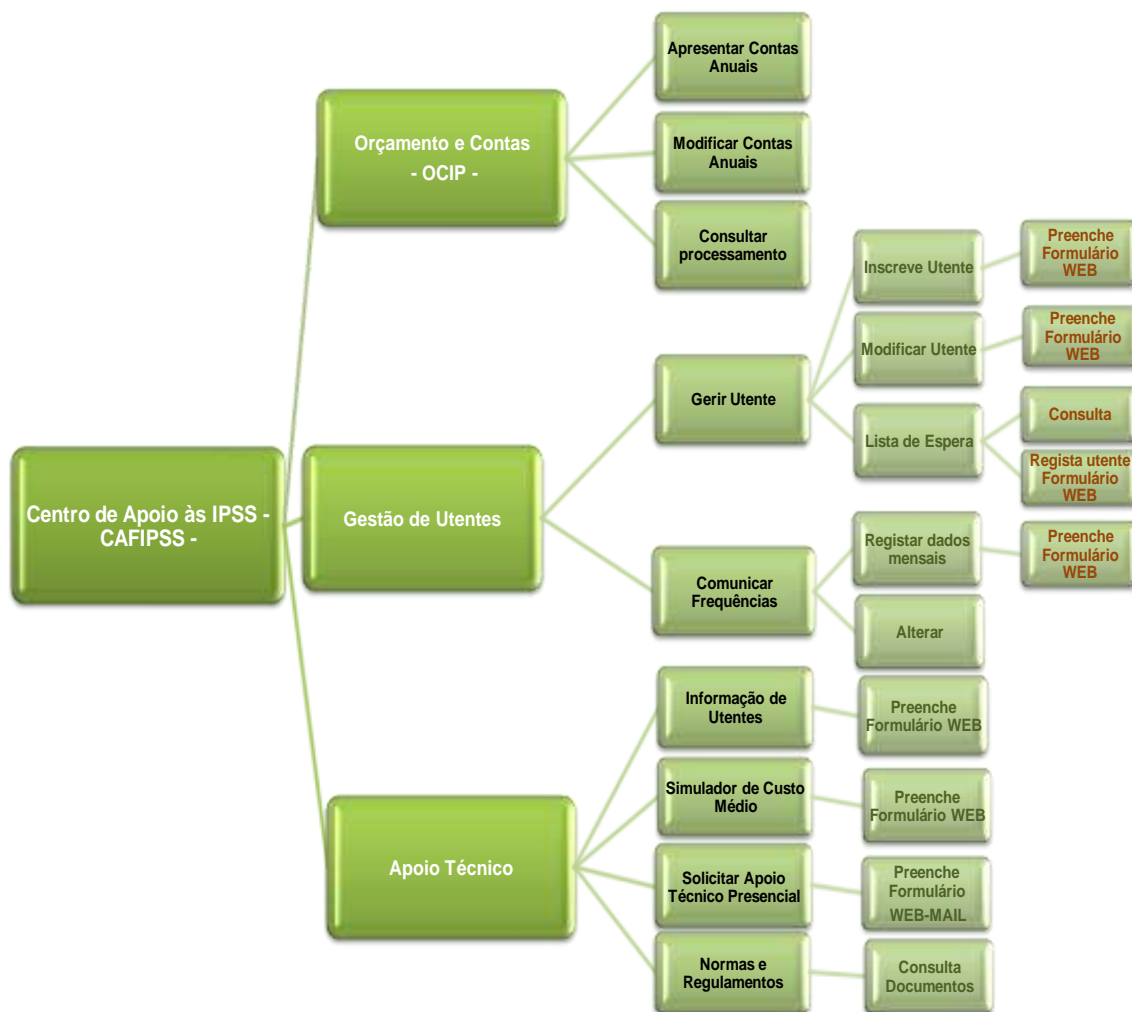 Centro de Apoio às IPSS -
CAFIPSS -
Orçamento e Contas
- OCIP -
Apresentar Contas
Anuais
Modificar Contas
Anuais
Consultar
processamento
Gestão de Utentes
Gerir Utente
Inscreve Utente
Preenche
Formulário
WEB
Modificar Utente
Preenche
Formulário
WEB
Lista de Espera
Consulta
Regista utente
Formulário
WEB
Comunicar
Frequências
Registar dados
mensais
Preenche
Formulário
WEB
Alterar
Apoio Técnico
Informação de
Utentes
Preenche
Formulário WEB
Simulador de Custo
Médio
Preenche
Formulário WEB
Solicitar Apoio
Técnico Presencial
Preenche
Formulário
WEB-MAIL
Normas e
Regulamentos
Consulta
Documentos